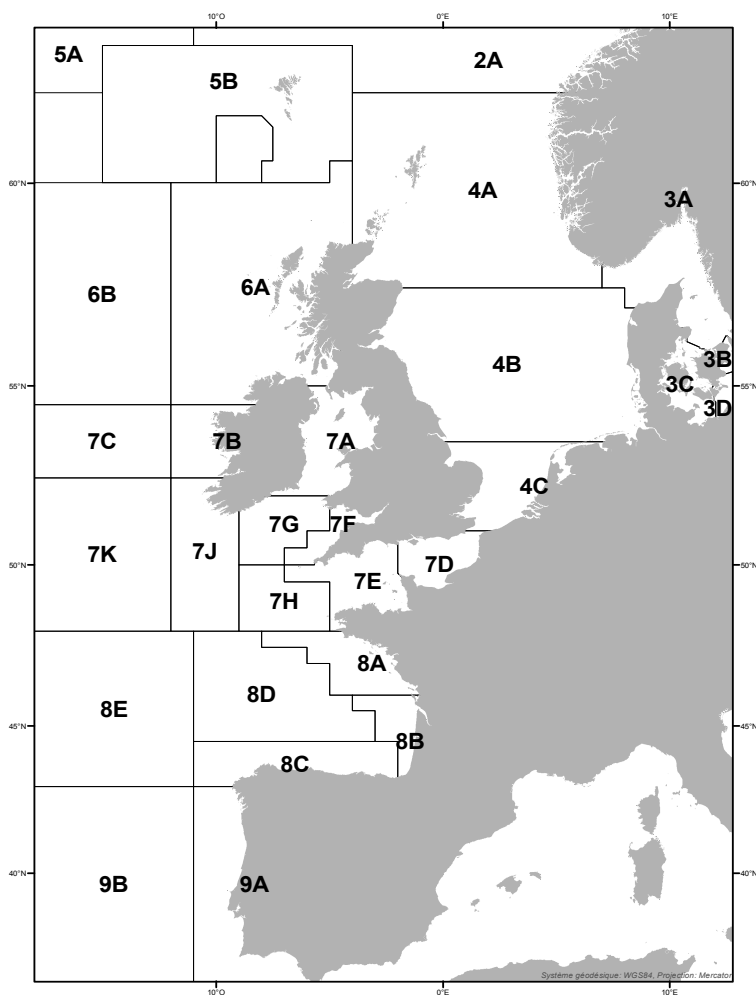 10°O 0°E 10°E
5A 2A
5B
60°N 4A 3A 60°N
6B 6A
4B 3B
55°N 3C 55°N
3D
7C 7B 7A
4C
7G 7F
7K 7J 7D
50°N 7E 50°N
7H
8A
8D
8E
45°N 8B 45°N
8C
40°N 9B 9A 40°N
Système géodésique: WGS84, Projection: Mercator
10°O 0°E 10°E